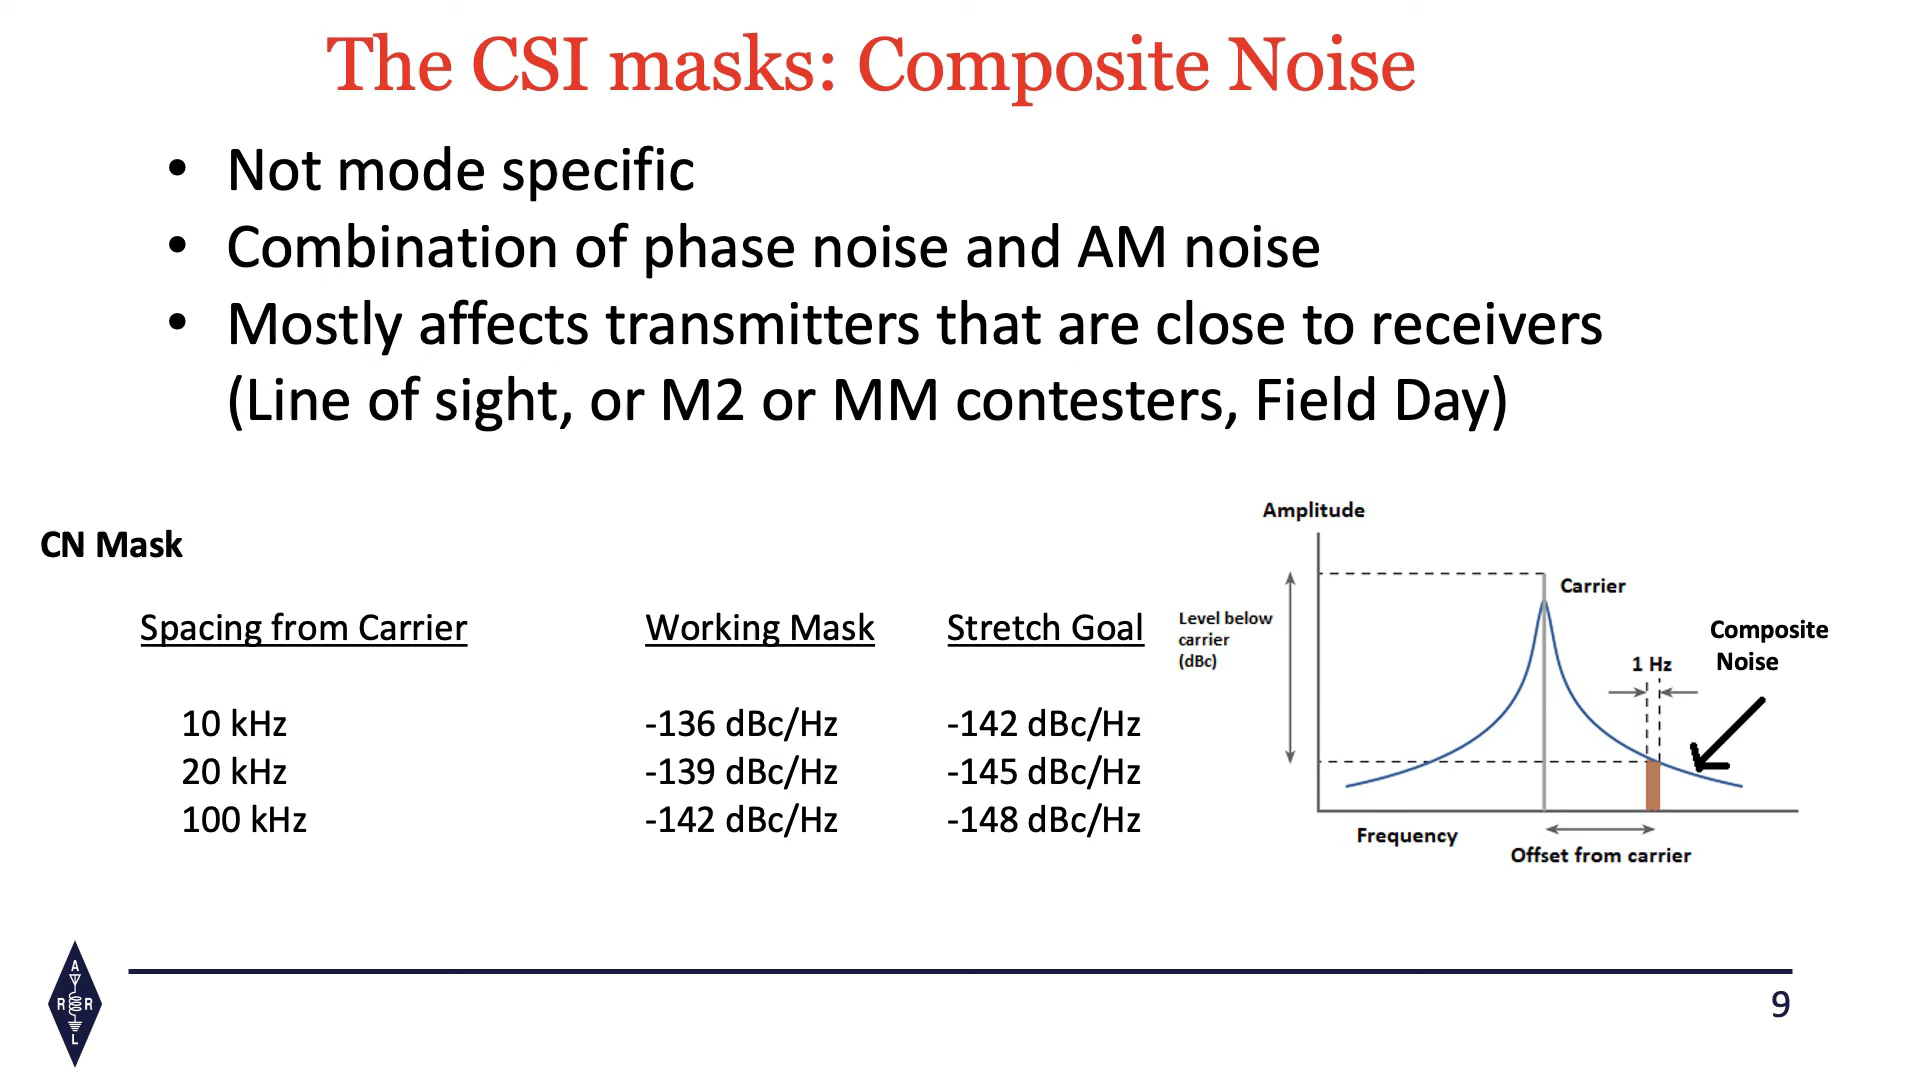 The CSI masks: Composite Noise
• Not mode specific
• Combination of phase noise and AM noise
• Mostly affects transmitters that are close to receivers
(Line of sight, or M2 or MM contesters, Field Day)
CN Mask
Spacing from Carrier Working Mask Stretch Goal
10 kHz -136 dBc/Hz -142 dBc/Hz
20 kHz -139 dBc/Hz -145 dBc/Hz
100 kHz -142 dBc/Hz -148 dBc/Hz
Amplitude
Carrier
Level below
carrier
(dBc)
Composite
Noise
1 Hz
Frequency
Offset from carrier
A
R R
L
9